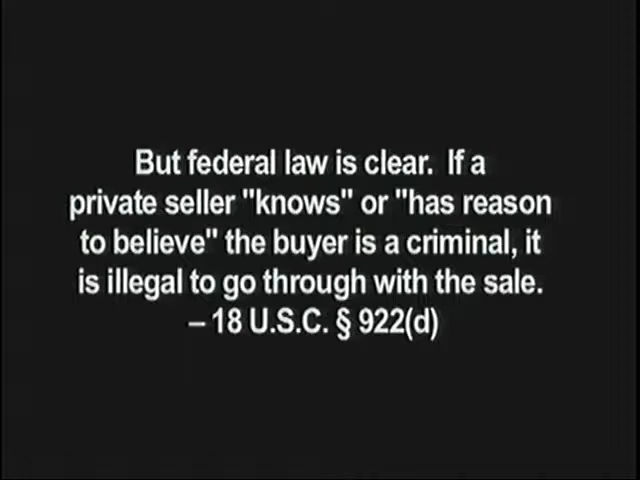 But federal law is clear.  If a
private seller "knows" or "has reason
to believe" the buyer is a criminal, it
is illegal to go through with the sale.
– 18 U.S.C. § 922(d)